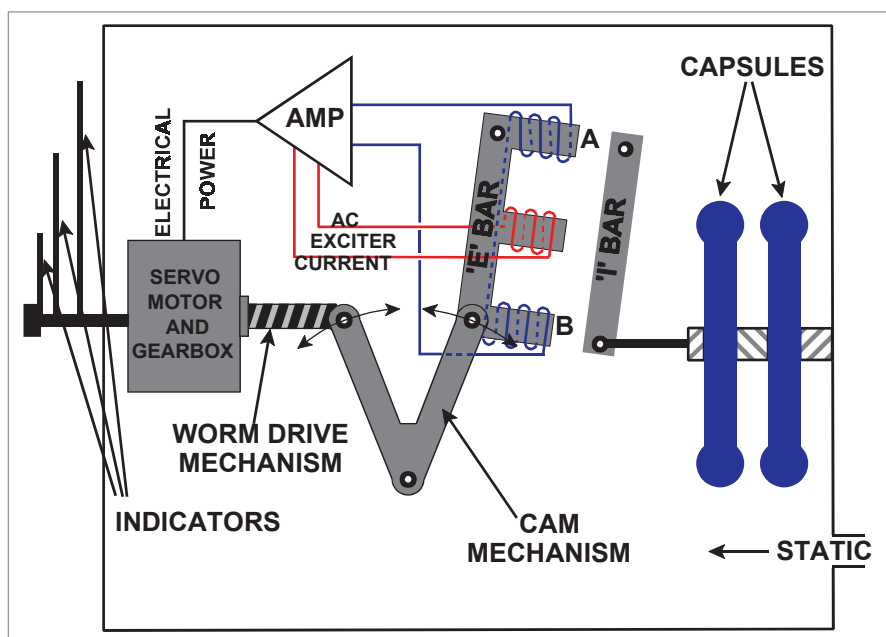 CAPSULES
AMP
ELECTRICAL
POWER
A
'E' BAR
'I' BAR
AC
EXCITER
CURRENT
B
SERVO
MOTOR
AND
GEARBOX
WORM DRIVE
MECHANISM
INDICATORS
CAM
MECHANISM
STATIC